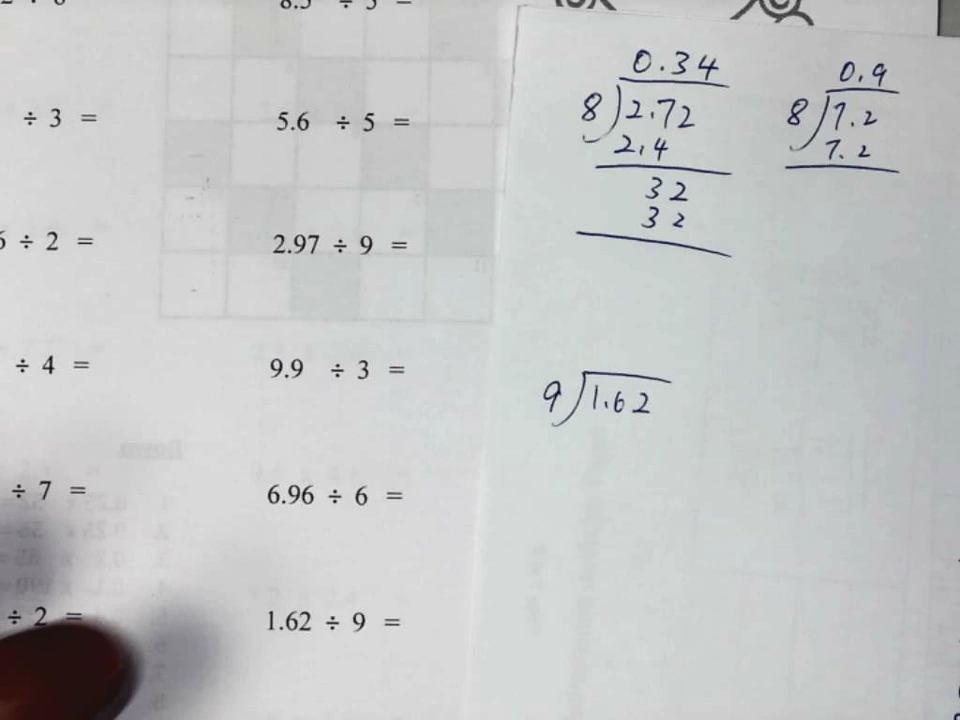 ÷ 3 =
5.6 ÷ 5 =
÷ 2 =
2.97 ÷ 9 =
÷ 4 =
9.9 ÷ 3 =
÷ 7 =
6.96 ÷ 6 =
÷ 2 =
1.62 ÷ 9 =
0.34
8)2.72
2.4
32
32
0.9
8)7.2
7.2
9)1.62